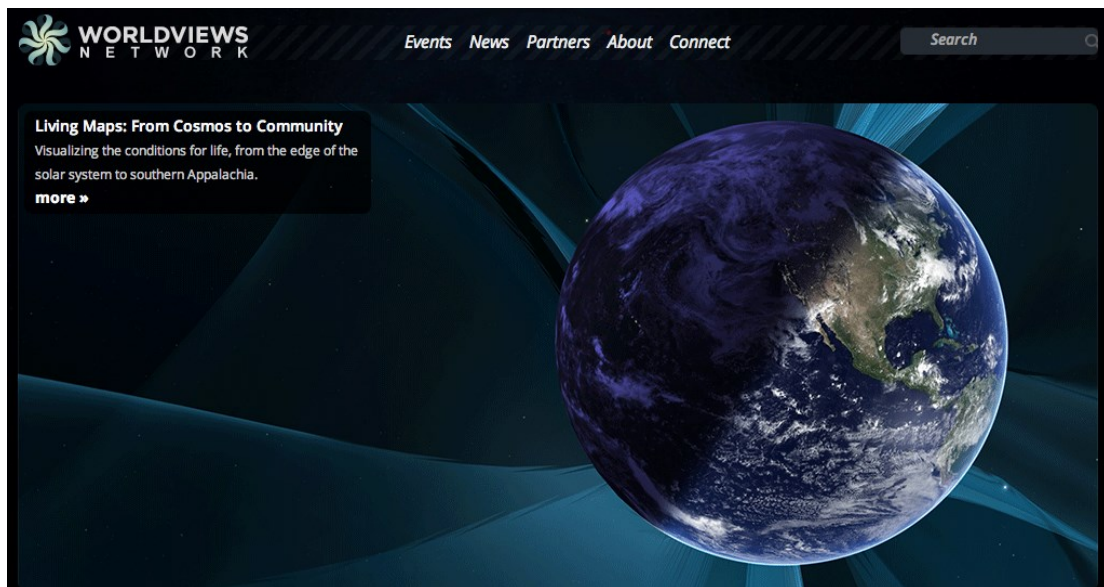 WORLDVIEWS
NETWORK
Events News Partners About Connect
Search
Living Maps: From Cosmos to Community
Visualizing the conditions for life, from the edge of the
solar system to southern Appalachia.
more »